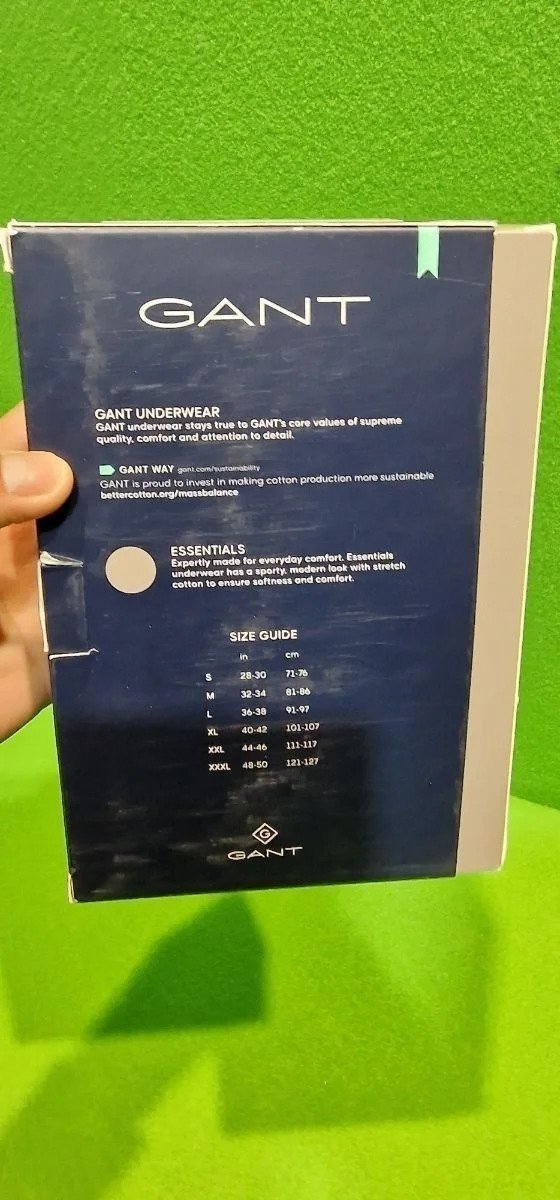 GANT
GANT UNDERWEAR
GANT underwear stays true to GANT's core values of supreme
quality, comfort and attention to detail.
GANT WAY gant.com/sustainability
GANT is proud to invest in making cotton production more sustainable
bettercotton.org/massbalance
ESSENTIALS
Expertly made for everyday comfort. Essentials
underwear has a sporty, modern look with stretch
cotton to ensure softness and comfort.
SIZE GUIDE
in cm
S 28-30 71-76
M 32-34 81-86
L 36-38 91-97
XL 40-42 101-107
XXL 44-46 111-117
XXXL 48-50 121-127
G
GANT